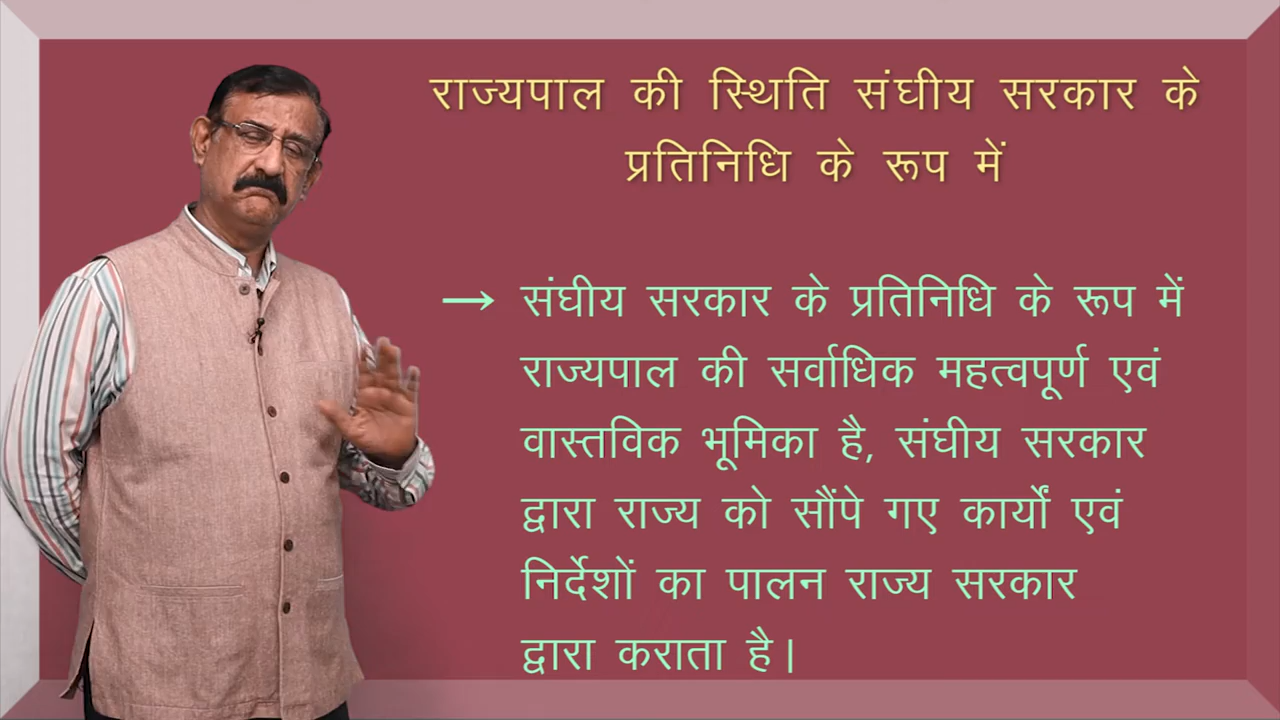 राज्यपाल की स्थिति संघीय सरकार के
प्रतिनिधि के रूप में
→ संघीय सरकार के प्रतिनिधि के रूप में
राज्यपाल की सर्वाधिक महत्वपूर्ण एवं
वास्तविक भूमिका है, संघीय सरकार
द्वारा राज्य को सौंपे गए कार्यों एवं
निर्देशों का पालन राज्य सरकार
द्वारा कराता है।